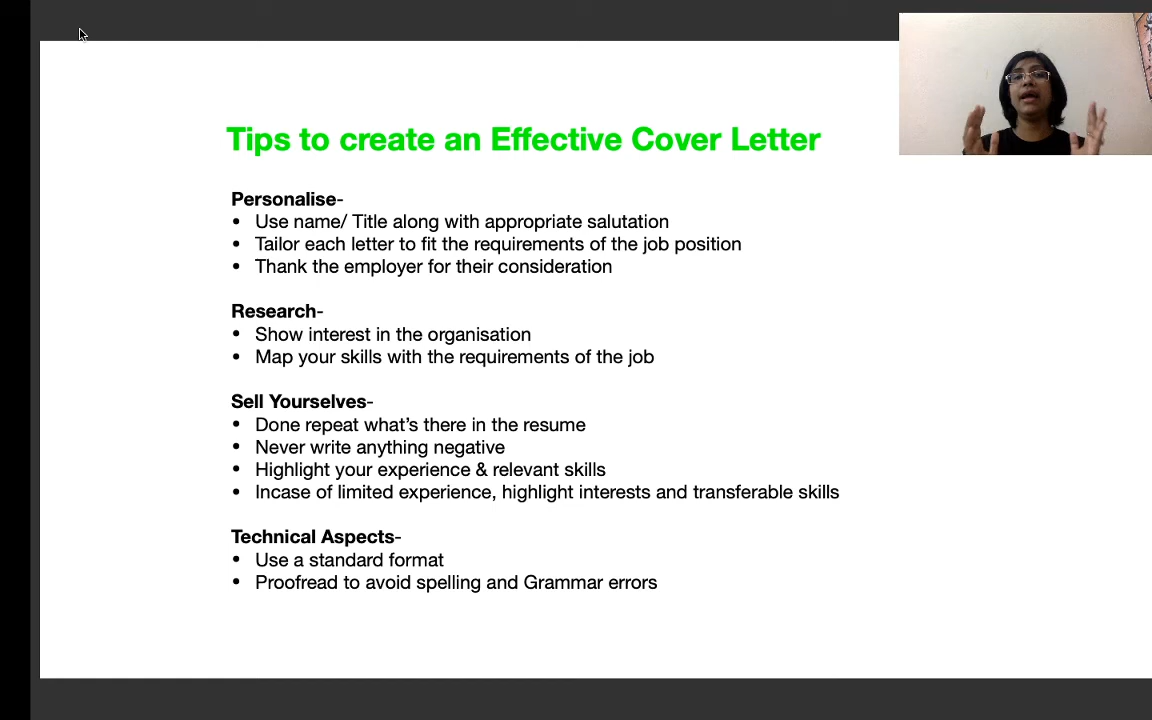 Tips to create an Effective Cover Letter
Personalise-
• Use name/ Title along with appropriate salutation
• Tailor each letter to fit the requirements of the job position
• Thank the employer for their consideration
Research-
• Show interest in the organisation
• Map your skills with the requirements of the job
Sell Yourselves-
• Done repeat what’s there in the resume
• Never write anything negative
• Highlight your experience & relevant skills
• Incase of limited experience, highlight interests and transferable skills
Technical Aspects-
• Use a standard format
• Proofread to avoid spelling and Grammar errors